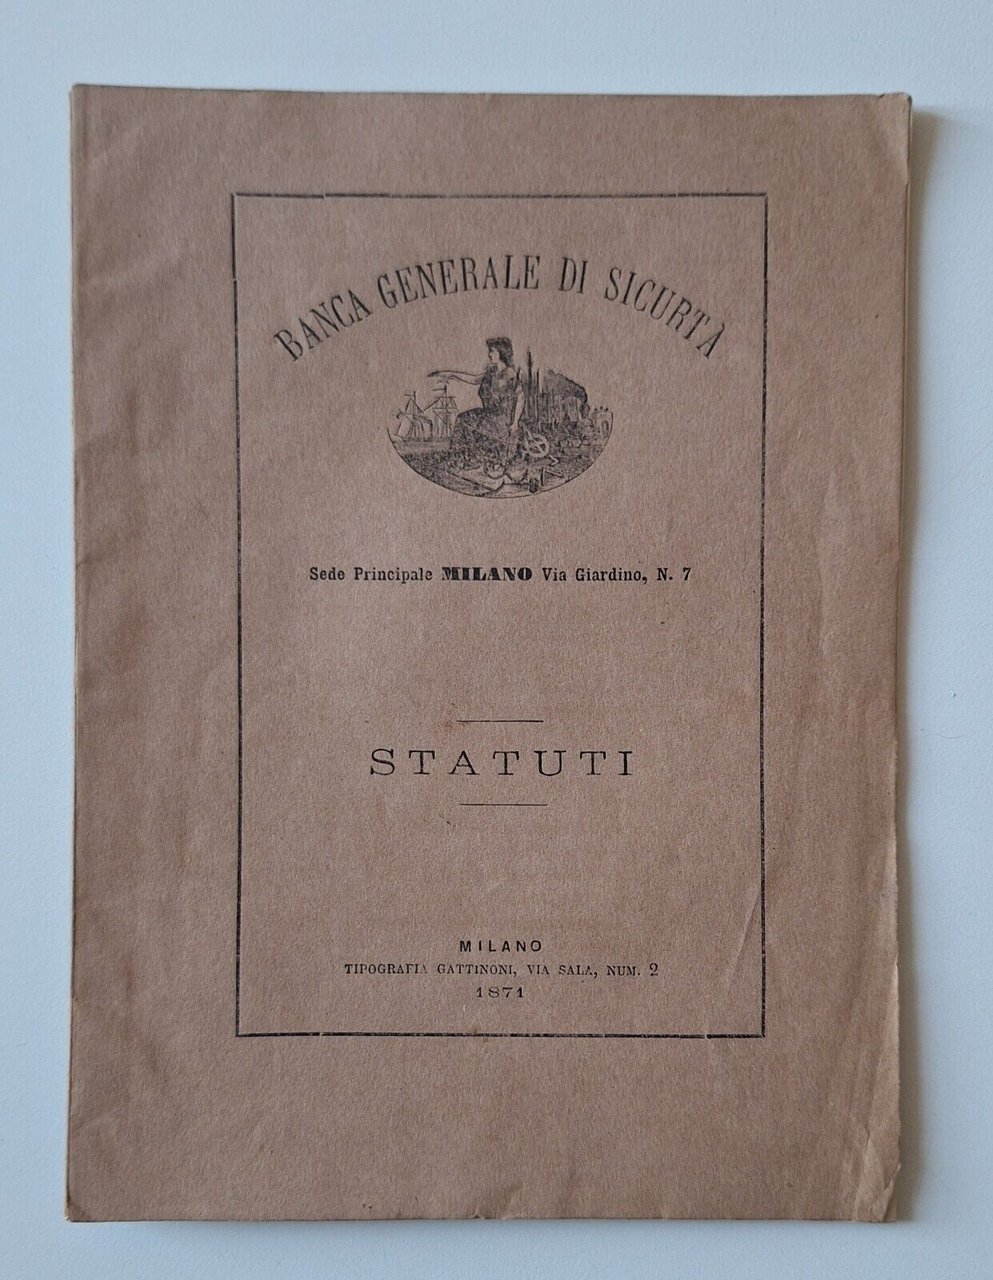 BANCA GENERALE DI SICURTÀ
Sede Principale MILANO Via Giardino, N. 7
STATUTI
MILANO
TIPOGRAFIA GATTINONI, VIA SALA, NUM. 2
1871